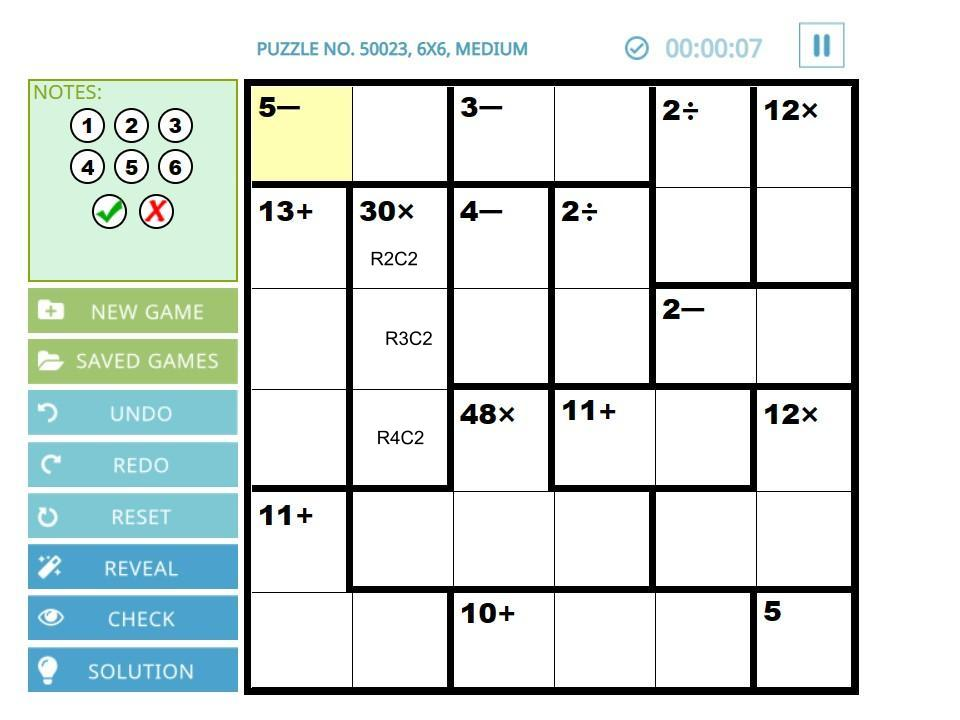 PUZZLE NO. 50023, 6X6, MEDIUM
00:00:07
NOTES:
1 2 3
4 5 6
5— 3— 2÷ 12×
13+ 30× 4— 2÷
R2C2
NEW GAME
2—
R3C2
SAVED GAMES
UNDO
48× 11+ 12×
R4C2
REDO
RESET
11+
REVEAL
CHECK
10+ 5
SOLUTION